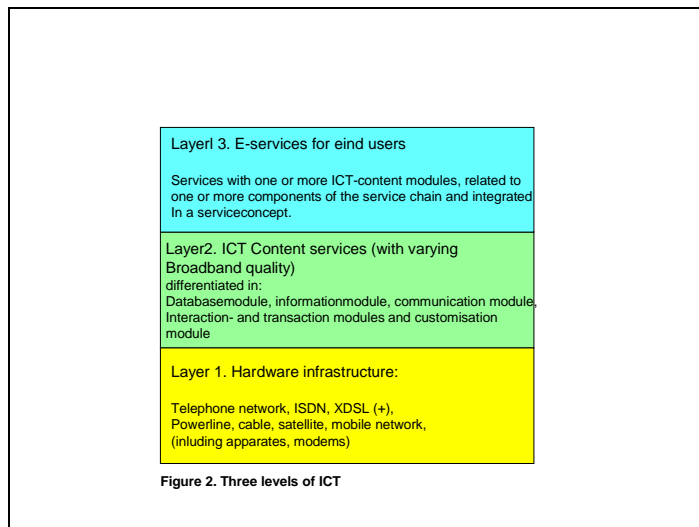 Layerl 3. E-services for eind users
Services with one or more ICT-content modules, related to
one or more components of the service chain and integrated
In a serviceconcept.
Layer2. ICT Content services (with varying
Broadband quality)
differentiated in:
Databasemodule, informationmodule, communication module,
Interaction- and transaction modules and customisation
module
Layer 1. Hardware infrastructure:
Telephone network, ISDN, XDSL (+),
Powerline, cable, satellite, mobile network,
(inluding apparates, modems)
Figure 2. Three levels of ICT